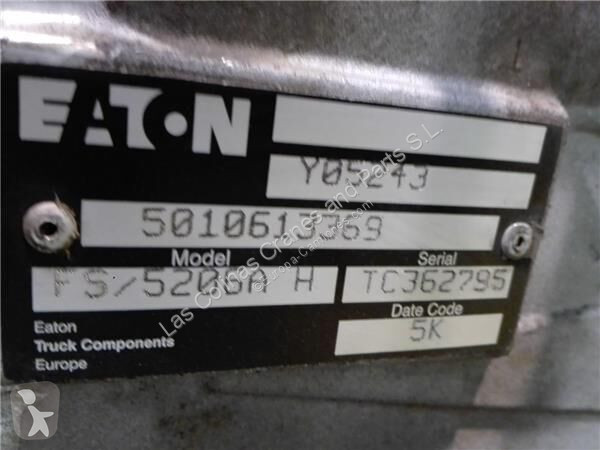 EATON
Y05243
5010613369
Model
Serial
FS/5206A H
TC362795
Date Code
5K
Eaton
Truck Components
Europe
Las Colinas Cranes and Parts S.L.